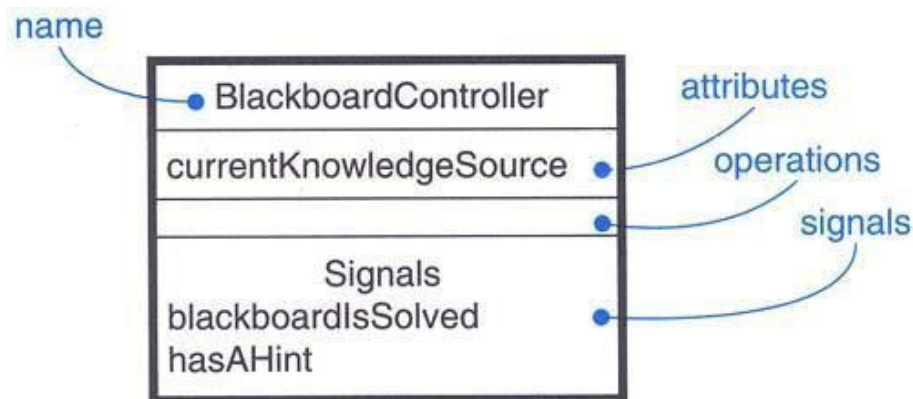 name
BlackboardController
attributes
currentKnowledgeSource
operations
signals
Signals
blackboardIsSolved
hasAHint